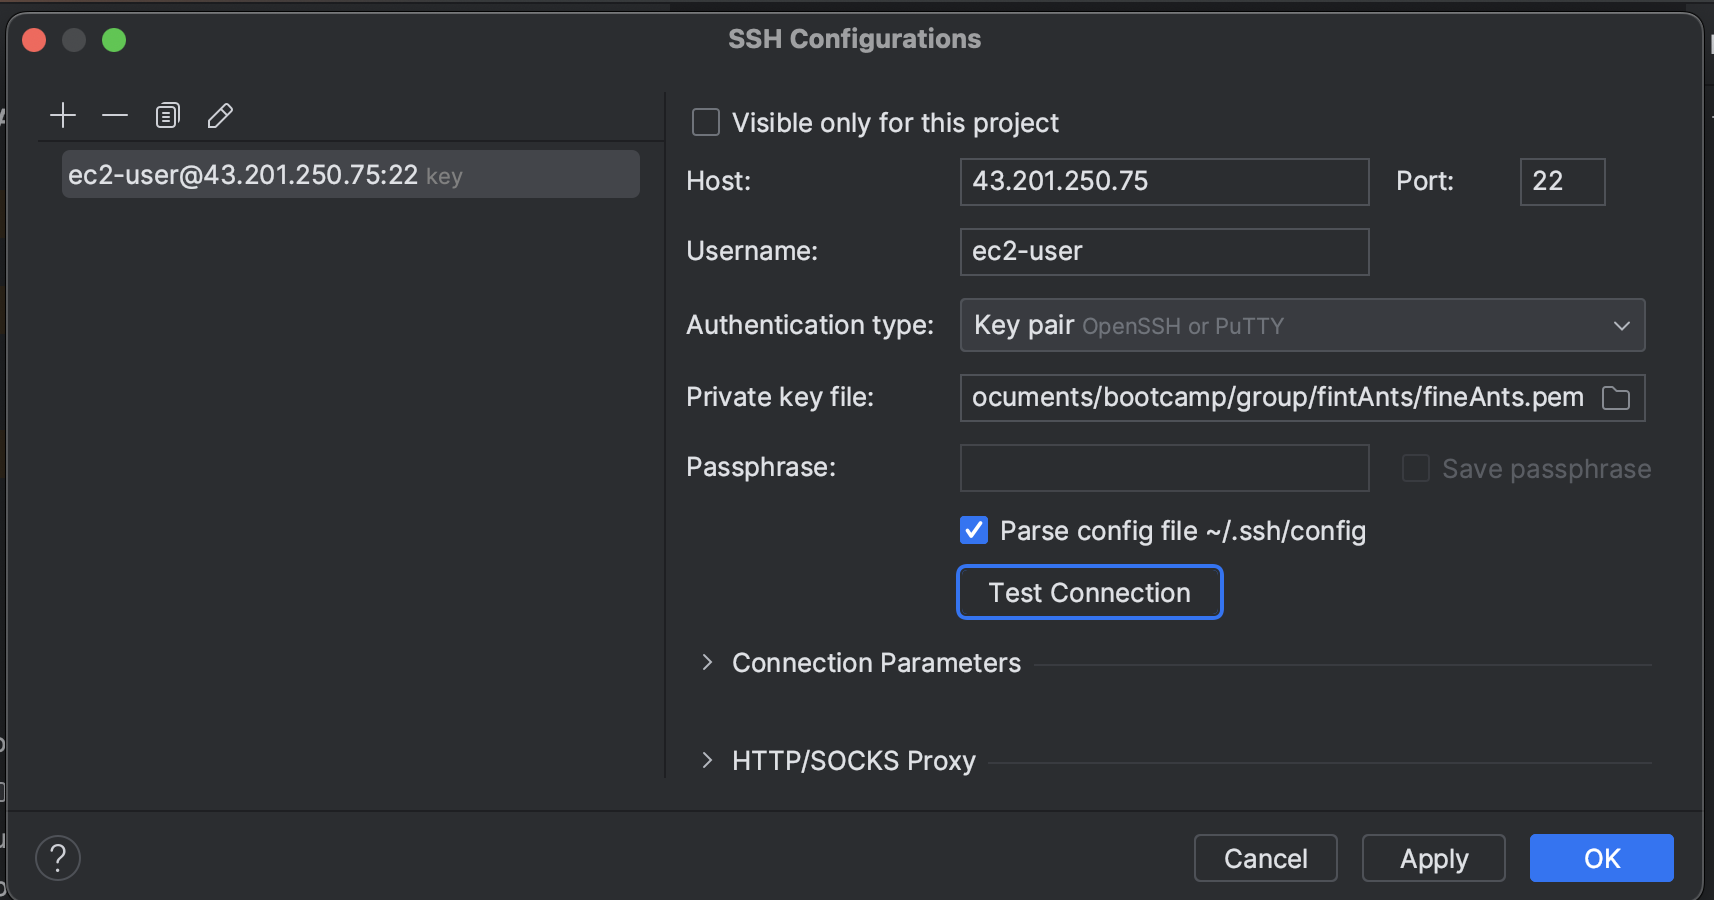 SSH Configurations
ec2-user@43.201.250.75:22 key
Visible only for this project
Host: 43.201.250.75 Port: 22
Username: ec2-user
Authentication type: Key pair OpenSSH or PuTTY
Private key file: ocuments/bootcamp/group/fintAnts/fineAnts.pem
Passphrase: Save passphrase
Parse config file ~/.ssh/config
Test Connection
Connection Parameters
HTTP/SOCKS Proxy
? Cancel Apply OK